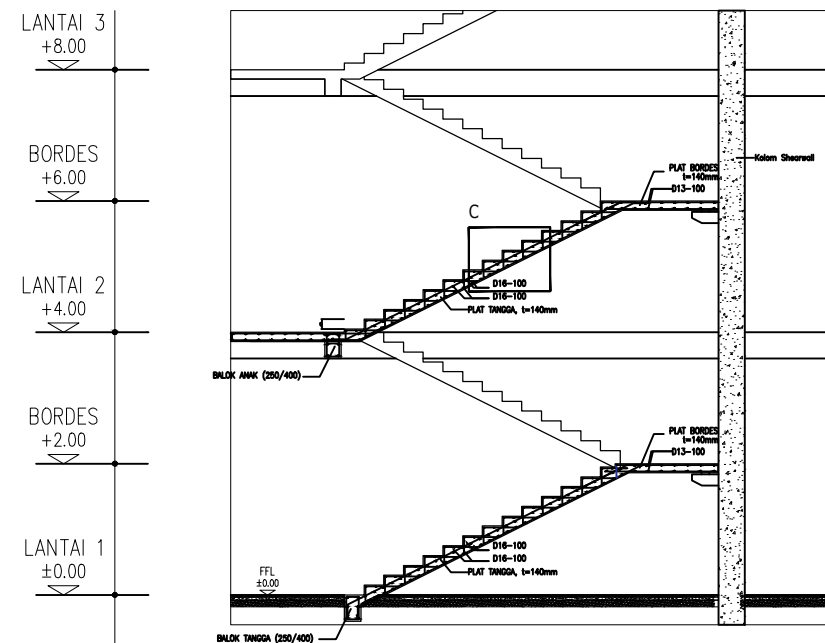 LANTAI 3
+8.00
BORDES
+6.00
LANTAI 2
+4.00
BORDES
+2.00
LANTAI 1
±0.00
Kolom Shearwall
PLAT BORDES
t=140mm
D13-100
C
D16-100
D16-100
PLAT TANGGA, t=140mm
BALOK ANAK (250/400)
PLAT BORDES
t=140mm
D13-100
D16-100
D16-100
PLAT TANGGA, t=140mm
FFL
±0.00
BALOK TANGGA (250/400)